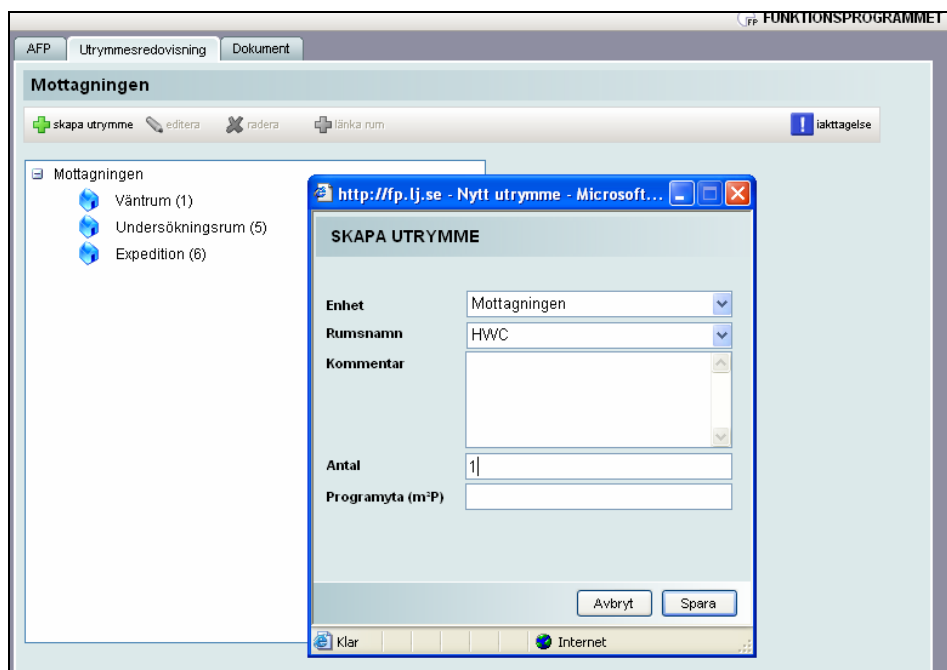 FP FUNKTIONSPROGRAMMET
AFP Utrymmesredovisning Dokument
Mottagningen
skapa utrymme editera radera länka rum ! iakttagelse
Mottagningen
Väntrum (1)
Undersökningsrum (5)
Expedition (6)
http://fp.lj.se - Nytt utrymme - Microsoft...
SKAPA UTRYMME
Enhet Mottagningen
Rumsnamn HWC
Kommentar
Antal 1
Programyta (m²P)
Avbryt Spara
Klar Internet